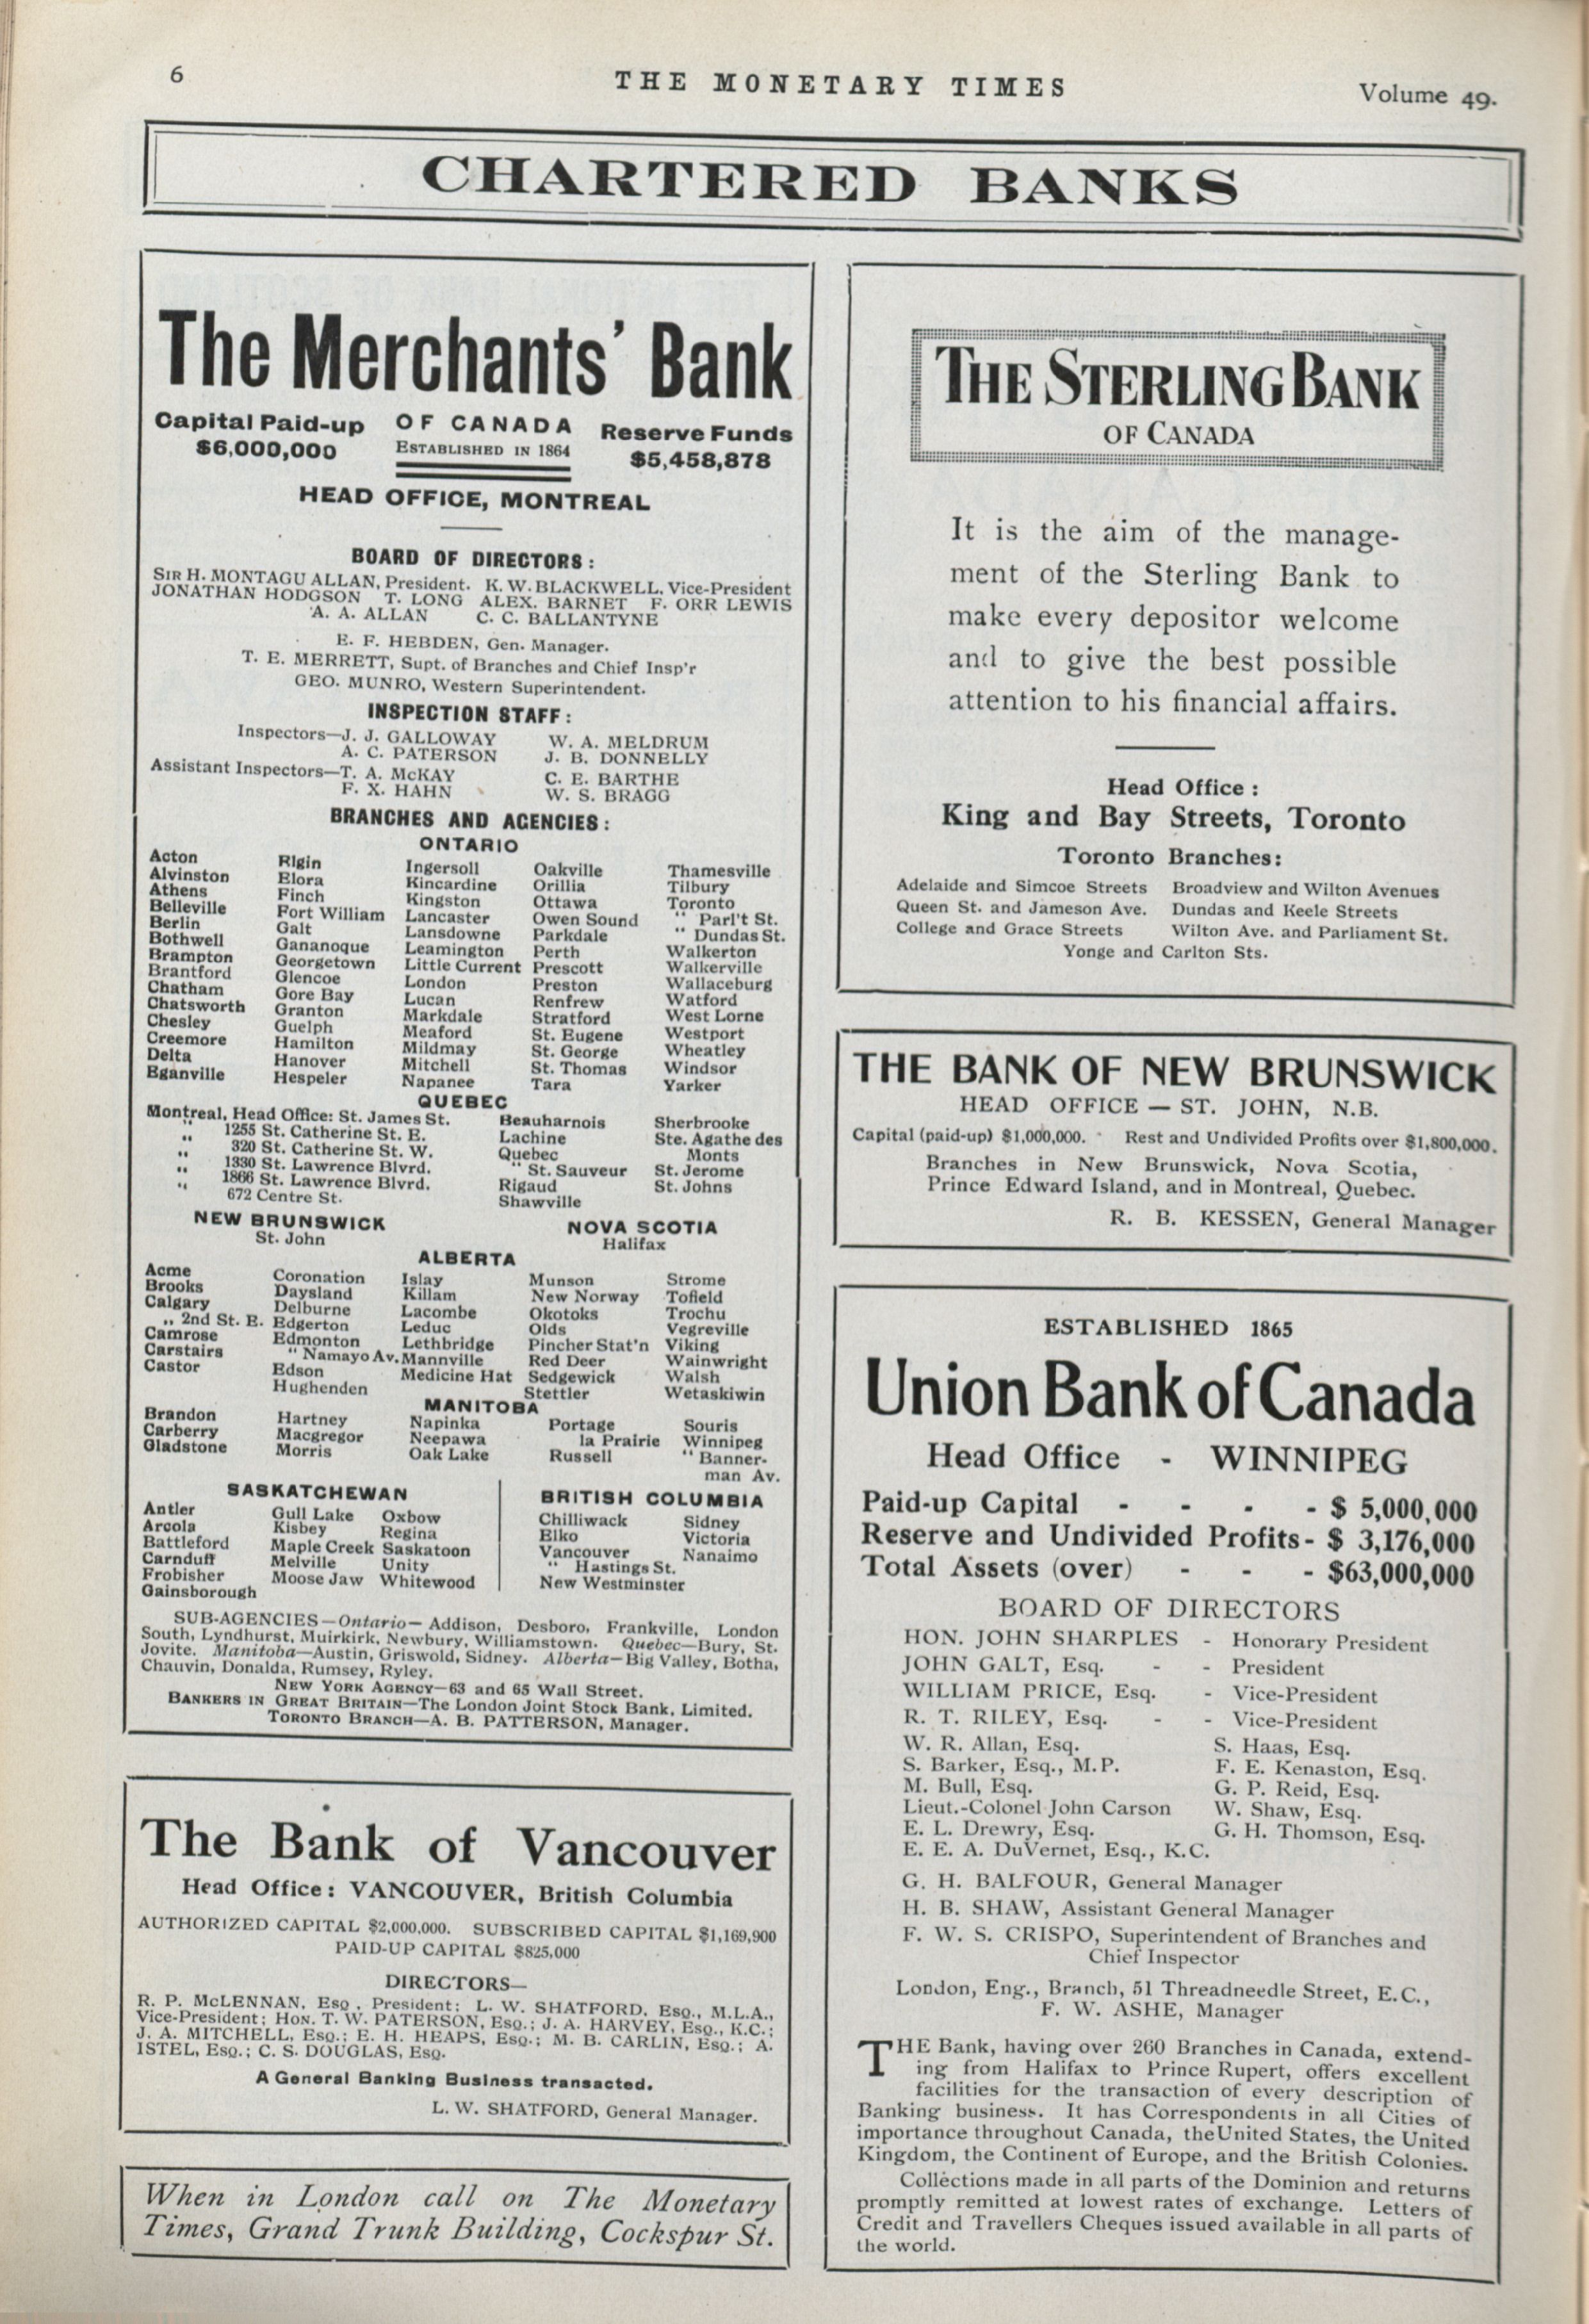 6
THE MONETARY TIMES
Volume 49.
CHARTERED BANKS
The Merchants' Bank
Capital Paid-up
$6,000,000
OF CANADA
ESTABLISHED IN 1864
Reserve Funds
$5,458,878
HEAD OFFICE, MONTREAL
BOARD OF DIRECTORS:
SIR H. MONTAGU ALLAN, President. K. W. BLACKWELL, Vice-President
JONATHAN HODGSON T. LONG ALEX. BARNET F. ORR LEWIS
A. A. ALLAN C. C. BALLANTYNE
E. F. HEBDEN, Gen. Manager.
T. E. MERRETT, Supt. of Branches and Chief Insp'r
GEO. MUNRO, Western Superintendent.
INSPECTION STAFF:
Inspectors—J. J. GALLOWAY W. A. MELDRUM
A. C. PATERSON J. B. DONNELLY
Assistant Inspectors—T. A. McKAY C. E. BARTHE
F. X. HAHN W. S. BRAGG
BRANCHES AND AGENCIES:
ONTARIO
Acton Elgin Ingersoll Oakville Thamesville
Alvinston Elora Kincardine Orillia Tilbury
Athens Finch Kingston Ottawa Toronto
Belleville Fort William Lancaster Owen Sound " Parl't St.
Berlin Galt Lansdowne Parkdale " Dundas St.
Bothwell Gananoque Leamington Perth Walkerton
Brampton Georgetown Little Current Prescott Walkerville
Brantford Glencoe London Preston Wallaceburg
Chatham Gore Bay Lucan Renfrew Watford
Chatsworth Granton Markdale Stratford West Lorne
Chesley Guelph Meaford St. Eugene Westport
Creemore Hamilton Mildmay St. George Wheatley
Delta Hanover Mitchell St. Thomas Windsor
Eganville Hespeler Napanee Tara Yarker
QUEBEC
Montreal, Head Office: St. James St. Beauharnois Sherbrooke
" 1255 St. Catherine St. E. Lachine Ste. Agathe des
" 320 St. Catherine St. W. Quebec Monts
" 1330 St. Lawrence Blvrd. " St. Sauveur St. Jerome
" 1866 St. Lawrence Blvrd. Rigaud St. Johns
" 672 Centre St. Shawville
NEW BRUNSWICK NOVA SCOTIA
St. John Halifax
ALBERTA
Acme Coronation Islay Munson Strome
Brooks Daysland Killam New Norway Tofield
Calgary Delburne Lacombe Okotoks Trochu
,, 2nd St. E. Edgerton Leduc Olds Vegreville
Camrose Edmonton Lethbridge Pincher Stat'n Viking
Carstairs " Namayo Av. Mannville Red Deer Wainwright
Castor Edson Medicine Hat Sedgewick Walsh
Hughenden Stettler Wetaskiwin
MANITOBA
Brandon Hartney Napinka Portage Souris
Carberry Macgregor Neepawa la Prairie Winnipeg
Gladstone Morris Oak Lake Russell " Banner-
man Av.
SASKATCHEWAN
Antler Gull Lake Oxbow
Arcola Kisbey Regina
Battleford Maple Creek Saskatoon
Carnduff Melville Unity
Frobisher Moose Jaw Whitewood
Gainsborough
BRITISH COLUMBIA
Chilliwack Sidney
Elko Victoria
Vancouver Nanaimo
" Hastings St.
New Westminster
SUB-AGENCIES—Ontario—Addison, Desboro, Frankville, London
South, Lyndhurst, Muirkirk, Newbury, Williamstown. Quebec—Bury, St.
Jovite. Manitoba—Austin, Griswold, Sidney. Alberta—Big Valley, Botha,
Chauvin, Donalda, Rumsey, Ryley.
NEW YORK AGENCY—63 and 65 Wall Street.
BANKERS IN GREAT BRITAIN—The London Joint Stock Bank, Limited.
TORONTO BRANCH—A. B. PATTERSON, Manager.
The Bank of Vancouver
Head Office: VANCOUVER, British Columbia
AUTHORIZED CAPITAL $2,000,000. SUBSCRIBED CAPITAL $1,169,900
PAID-UP CAPITAL $825,000
DIRECTORS—
R. P. McLENNAN, ESQ., President; L. W. SHATFORD, ESQ., M.L.A.,
Vice-President; HON. T. W. PATERSON, ESQ.; J. A. HARVEY, ESQ., K.C.;
J. A. MITCHELL, ESQ.; E. H. HEAPS, ESQ.; M. B. CARLIN, ESQ.; A.
ISTEL, ESQ.; C. S. DOUGLAS, ESQ.
A General Banking Business transacted.
L. W. SHATFORD, General Manager.
When in London call on The Monetary
Times, Grand Trunk Building, Cockspur St.
THE STERLING BANK
OF CANADA
It is the aim of the manage-
ment of the Sterling Bank to
make every depositor welcome
and to give the best possible
attention to his financial affairs.
Head Office:
King and Bay Streets, Toronto
Toronto Branches:
Adelaide and Simcoe Streets Broadview and Wilton Avenues
Queen St. and Jameson Ave. Dundas and Keele Streets
College and Grace Streets Wilton Ave. and Parliament St.
Yonge and Carlton Sts.
THE BANK OF NEW BRUNSWICK
HEAD OFFICE — ST. JOHN, N.B.
Capital (paid-up) $1,000,000. Rest and Undivided Profits over $1,800,000.
Branches in New Brunswick, Nova Scotia,
Prince Edward Island, and in Montreal, Quebec.
R. B. KESSEN, General Manager
ESTABLISHED 1865
Union Bank of Canada
Head Office - WINNIPEG
Paid-up Capital - - - - $ 5,000,000
Reserve and Undivided Profits - $ 3,176,000
Total Assets (over) - - - $63,000,000
BOARD OF DIRECTORS
HON. JOHN SHARPLES - Honorary President
JOHN GALT, Esq. - - President
WILLIAM PRICE, Esq. - Vice-President
R. T. RILEY, Esq. - - Vice-President
W. R. Allan, Esq. S. Haas, Esq.
S. Barker, Esq., M.P. F. E. Kenaston, Esq.
M. Bull, Esq. G. P. Reid, Esq.
Lieut.-Colonel John Carson W. Shaw, Esq.
E. L. Drewry, Esq. G. H. Thomson, Esq.
E. E. A. DuVernet, Esq., K.C.
G. H. BALFOUR, General Manager
H. B. SHAW, Assistant General Manager
F. W. S. CRISPO, Superintendent of Branches and
Chief Inspector
London, Eng., Branch, 51 Threadneedle Street, E.C.,
F. W. ASHE, Manager
THE Bank, having over 260 Branches in Canada, extend-
ing from Halifax to Prince Rupert, offers excellent
facilities for the transaction of every description of
Banking business. It has Correspondents in all Cities of
importance throughout Canada, the United States, the United
Kingdom, the Continent of Europe, and the British Colonies.
Collections made in all parts of the Dominion and returns
promptly remitted at lowest rates of exchange. Letters of
Credit and Travellers Cheques issued available in all parts of
the world.